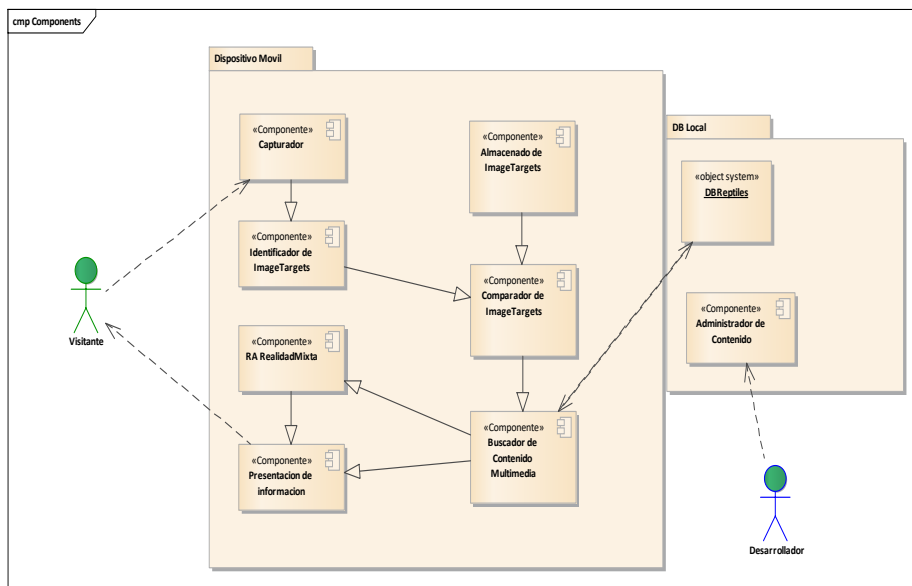 cmp Components
Dispositivo Movil
«Componente»
Capturador
«Componente»
Almacenado de
ImageTargets
DB Local
«object system»
DBReptiles
«Componente»
Identificador de
ImageTargets
«Componente»
Comparador de
ImageTargets
«Componente»
Administrador de
Contenido
Visitante
«Componente»
RA RealidadMixta
«Componente»
Presentacion de
informacion
«Componente»
Buscador de
Contenido
Multimedia
Desarrollador